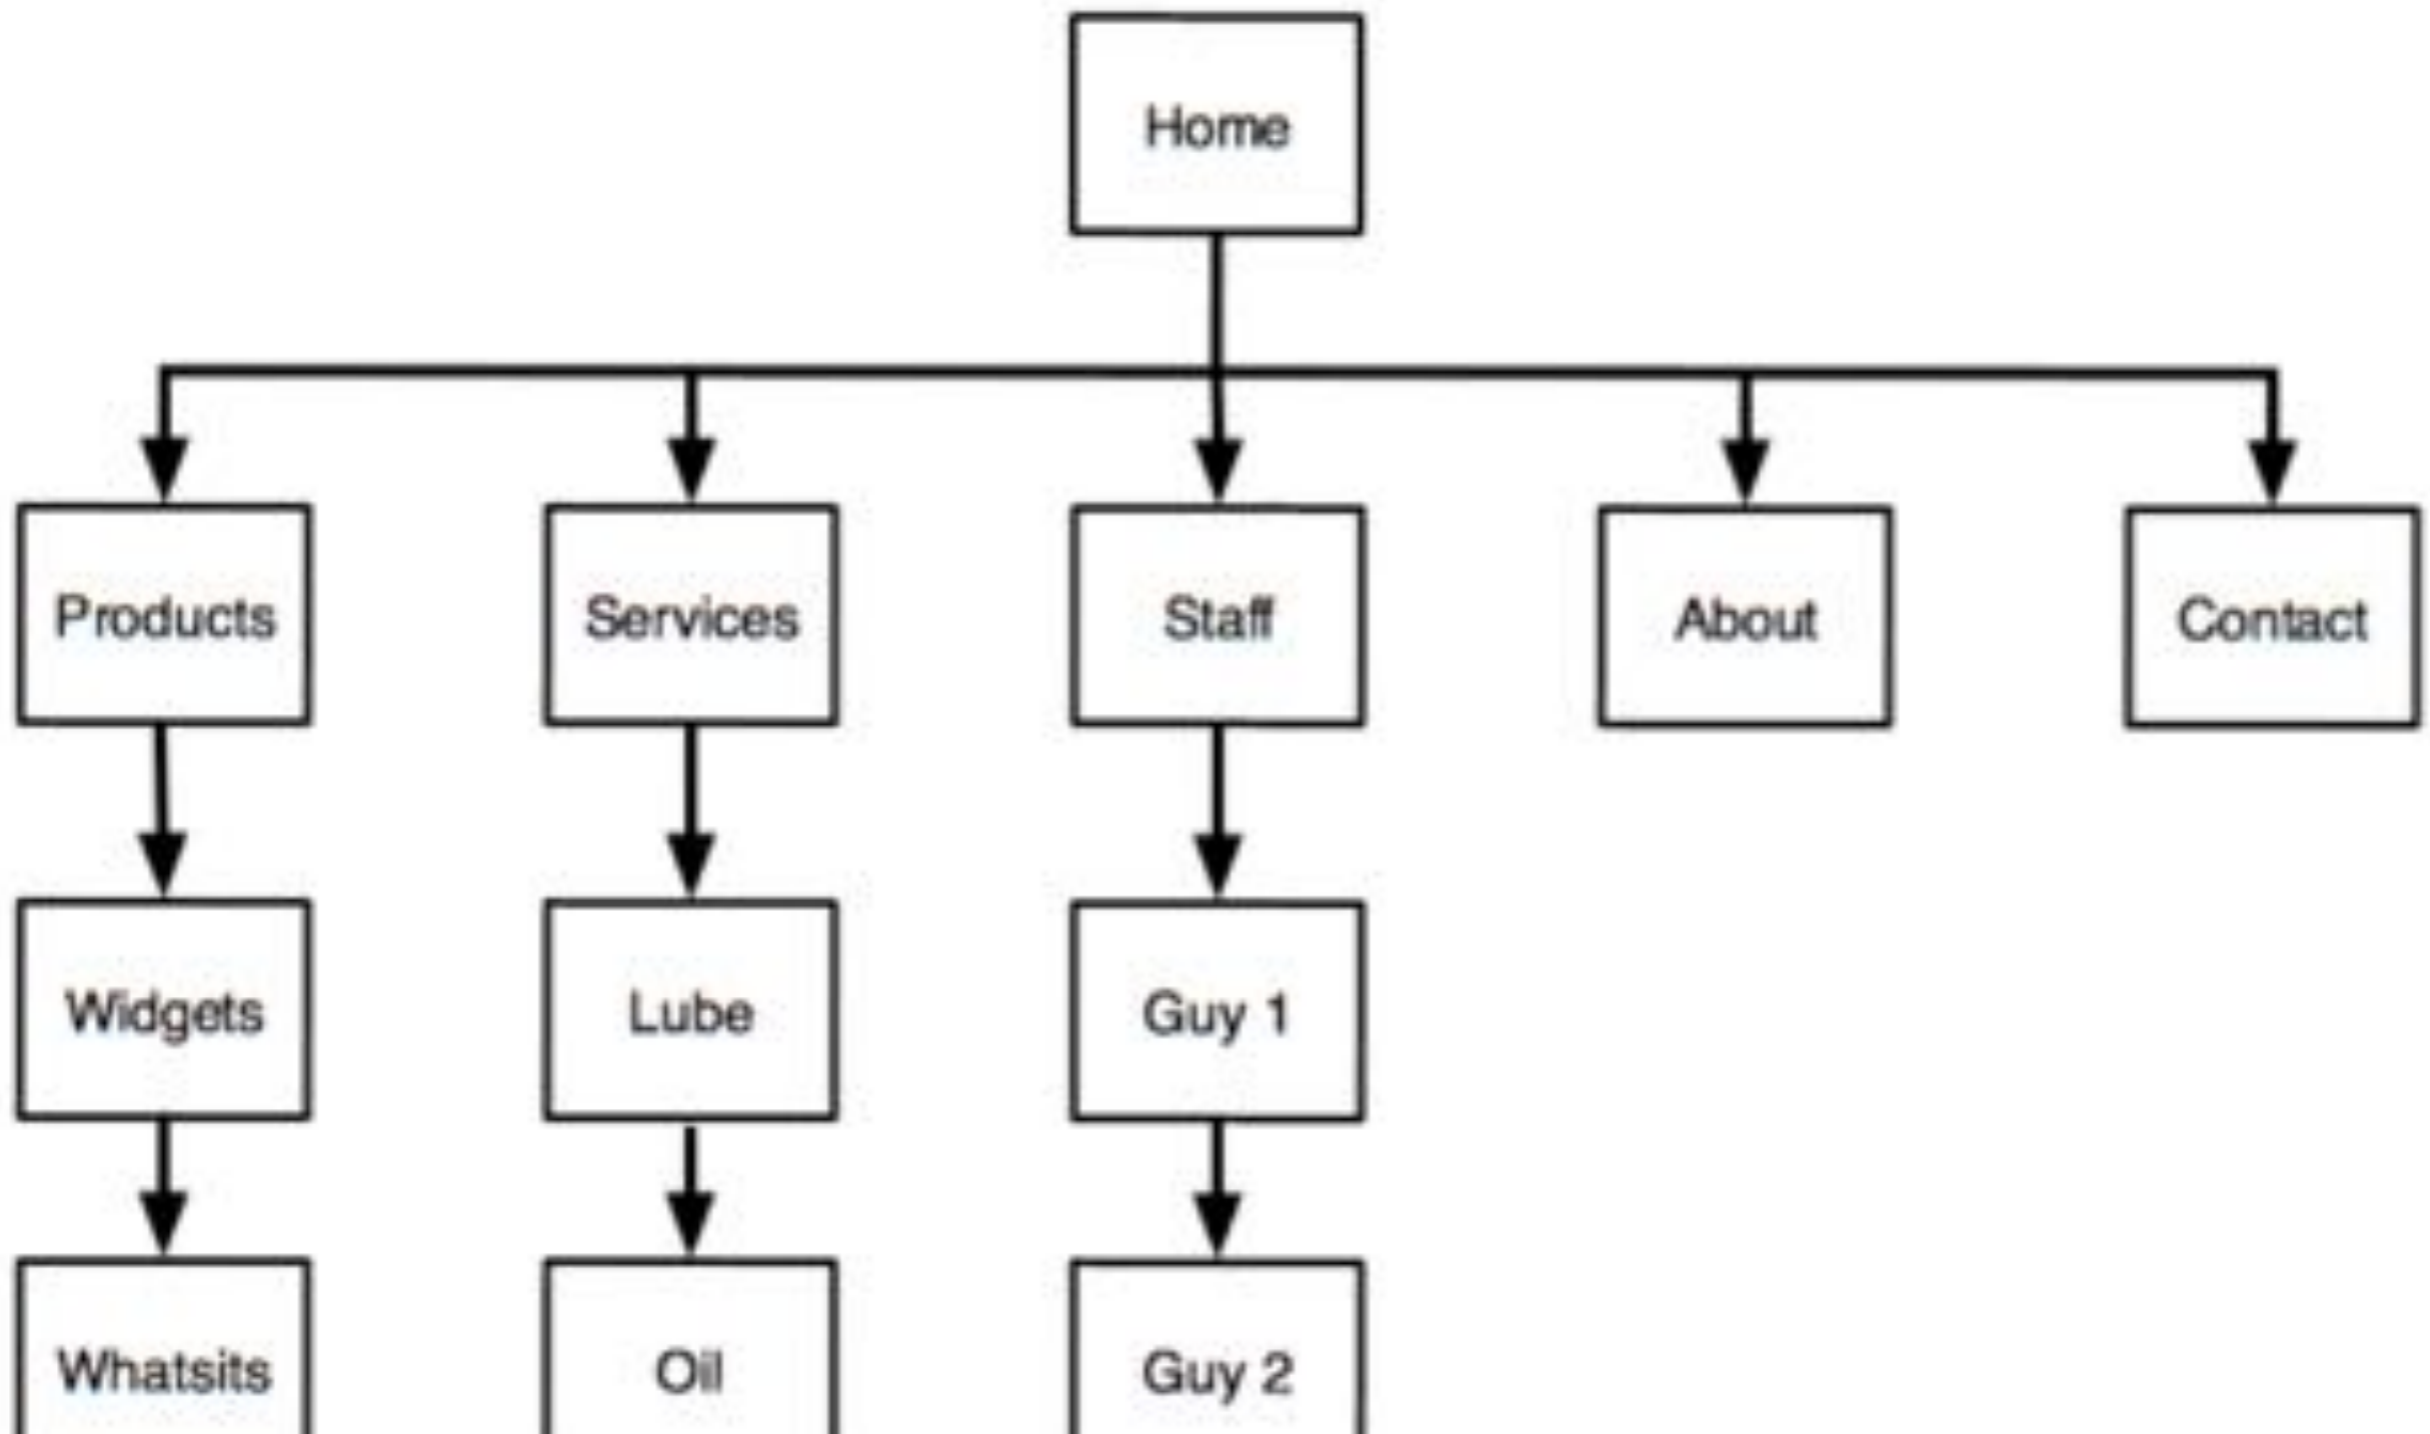 Home
Products
Services
Staff
About
Contact
Widgets
Lube
Guy 1
Whatsits
Oil
Guy 2